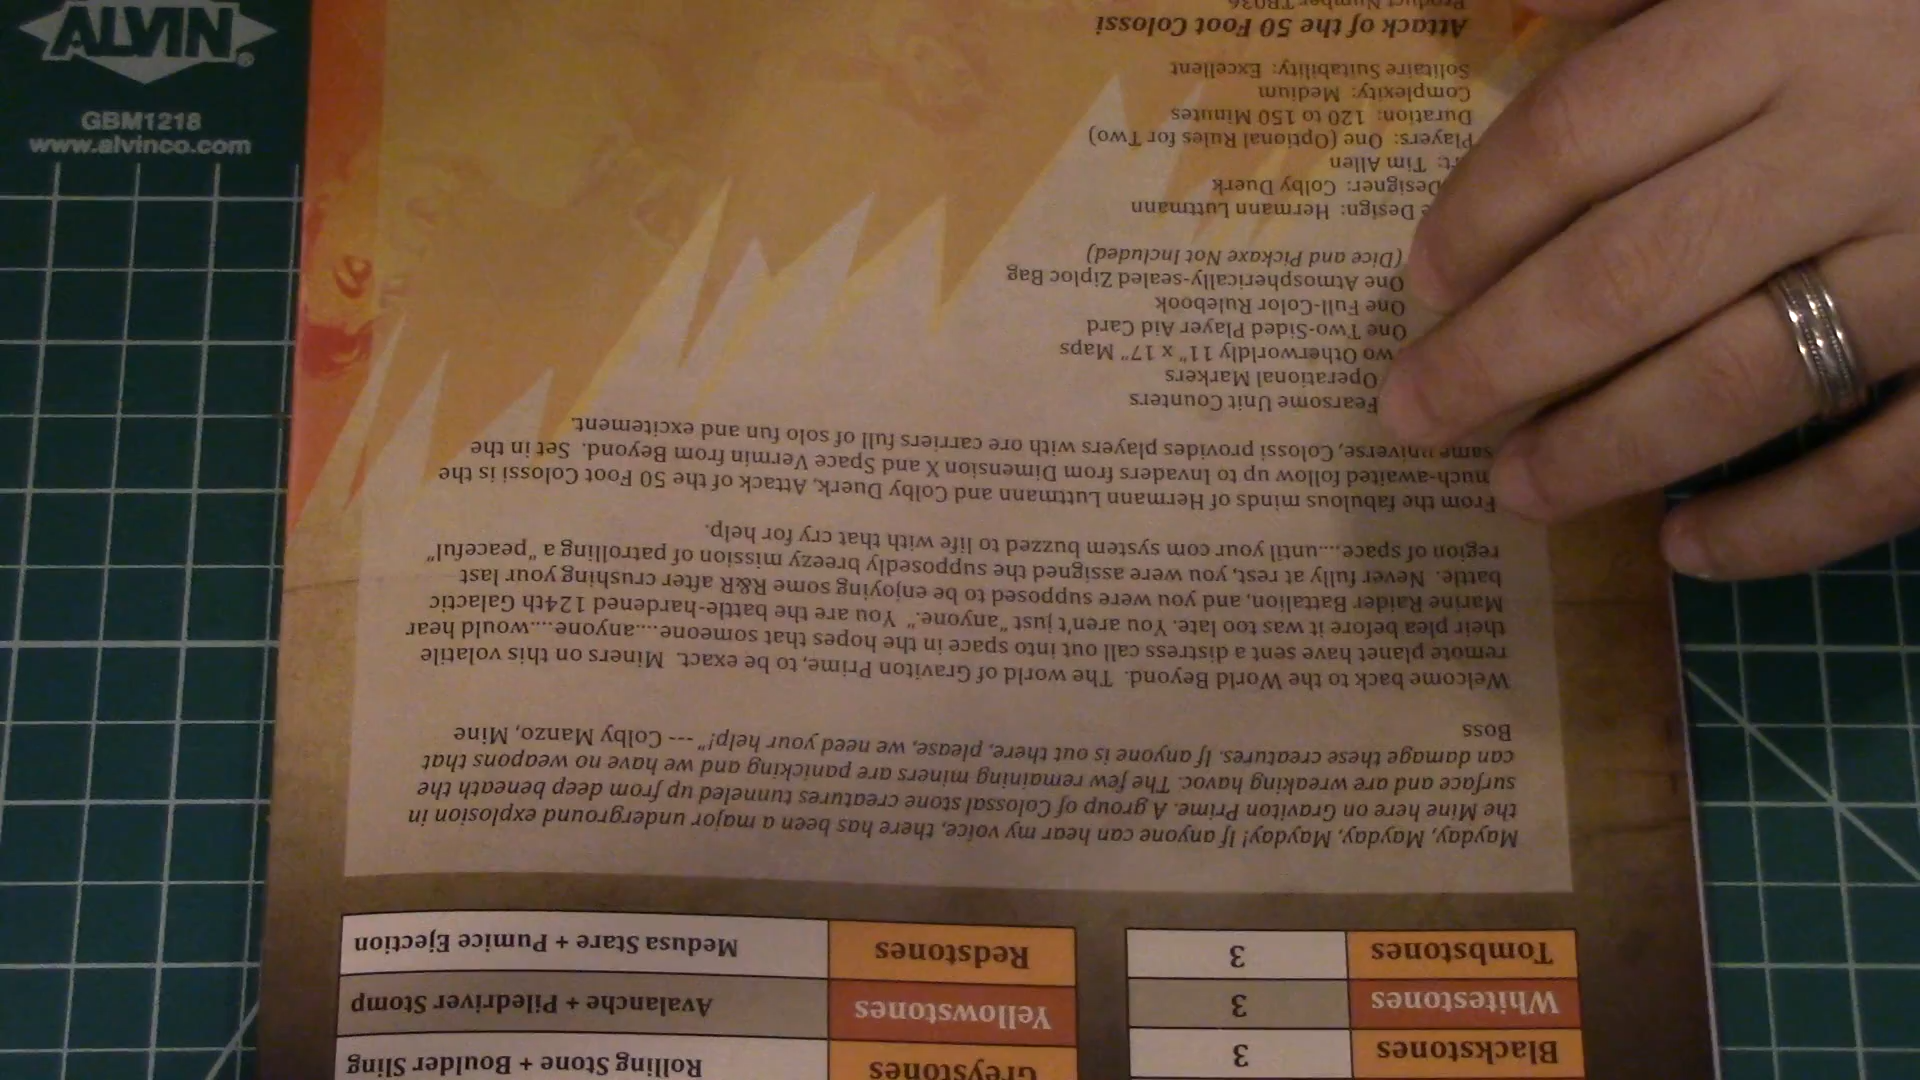 ALVIN
GBM1218
www.alvinco.com
Blackstones 3
Whitestones 3
Tombstones 3
Greystones Rolling Stone + Boulder Sling
Yellowstones Avalanche + Piledriver Stomp
Redstones Medusa Stare + Pumice Ejection
Mayday, Mayday, Mayday! If anyone can hear my voice, there has been a major underground explosion in
the Mine here on Graviton Prime. A group of Colossal stone creatures tunneled up from deep beneath the
surface and are wreaking havoc. The few remaining miners are panicking and we have no weapons that
can damage these creatures. If anyone is out there, please, we need your help!" --- Colby Manzo, Mine
Boss
Welcome back to the World Beyond. The world of Graviton Prime, to be exact. Miners on this volatile
remote planet have sent a distress call out into space in the hopes that someone....anyone....would hear
their plea before it was too late. You aren't just "anyone." You are the battle-hardened 124th Galactic
Marine Raider Battalion, and you were supposed to be enjoying some R&R after crushing your last
battle. Never fully at rest, you were assigned the supposedly breezy mission of patrolling a "peaceful"
region of space....until your com system buzzed to life with that cry for help.
From the fabulous minds of Hermann Luttmann and Colby Duerk, Attack of the 50 Foot Colossi is the
much-awaited follow up to Invaders from Dimension X and Space Vermin from Beyond. Set in the
same universe, Colossi provides players with ore carriers full of solo fun and excitement.
Fearsome Unit Counters
Operational Markers
wo Otherworldly 11" x 17" Maps
One Two-Sided Player Aid Card
One Full-Color Rulebook
One Atmospherically-sealed Ziploc Bag
(Dice and Pickaxe Not Included)
Design: Hermann Luttmann
Designer: Colby Duerk
rt: Tim Allen
Players: One (Optional Rules for Two)
Duration: 120 to 150 Minutes
Complexity: Medium
Solitaire Suitability: Excellent
Attack of the 50 Foot Colossi
Product Number TB036